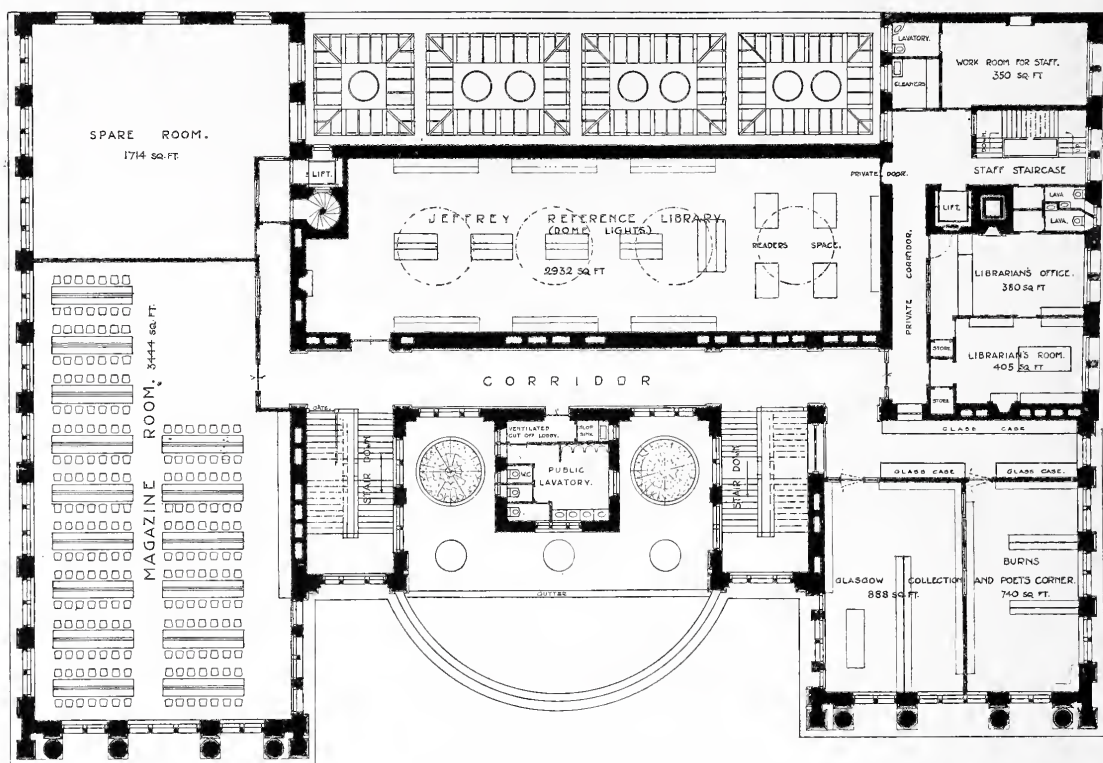 SPARE ROOM.
1714 SQ. FT.
LIFT.
JEFFREY REFERENCE LIBRARY.
(DOME LIGHTS)
2932 SQ FT
READERS SPACE.
LAVATORY.
CLEANERS
WORK ROOM FOR STAFF.
350 SQ FT
PRIVATE DOOR.
STAFF STAIRCASE
LIFT.
LAVA.
LAVA.
PRIVATE CORRIDOR.
LIBRARIAN'S OFFICE.
380 SQ FT
STORE
LIBRARIAN'S ROOM.
405 SQ FT
STORE
CORRIDOR
MAGAZINE ROOM. 3444 SQ. FT.
GATE.
STAIR DOWN
VENTILATED
CUT OFF LOBBY.
SLOP
SINK
W.C.
PUBLIC
LAVATORY.
STAIR DOWN
GUTTER
GLASS CASE
GLASS CASE
GLASS CASE.
GLASGOW COLLECTION
888 SQ. FT.
BURNS
AND POET'S CORNER.
740 SQ. FT.